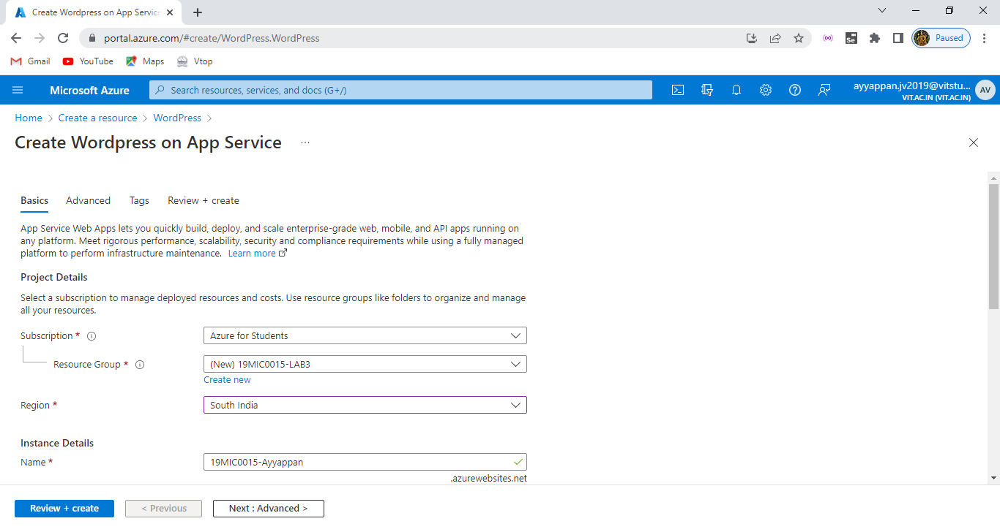 Create Wordpress on App Service
portal.azure.com/#create/WordPress.WordPress
Se
Paused
Gmail
YouTube
Maps
Vtop
Microsoft Azure
Search resources, services, and docs (G+/)
ayyappan.jv2019@vitstu...
VIT.AC.IN (VIT.AC.IN)
AV
Home > Create a resource > WordPress >
Create Wordpress on App Service ...
Basics Advanced Tags Review + create
App Service Web Apps lets you quickly build, deploy, and scale enterprise-grade web, mobile, and API apps running on
any platform. Meet rigorous performance, scalability, security and compliance requirements while using a fully managed
platform to perform infrastructure maintenance. Learn more
Project Details
Select a subscription to manage deployed resources and costs. Use resource groups like folders to organize and manage
all your resources.
Subscription *
Azure for Students
Resource Group *
(New) 19MIC0015-LAB3
Create new
Region *
South India
Instance Details
Name *
19MIC0015-Ayyappan
.azurewebsites.net
Review + create
< Previous
Next : Advanced >